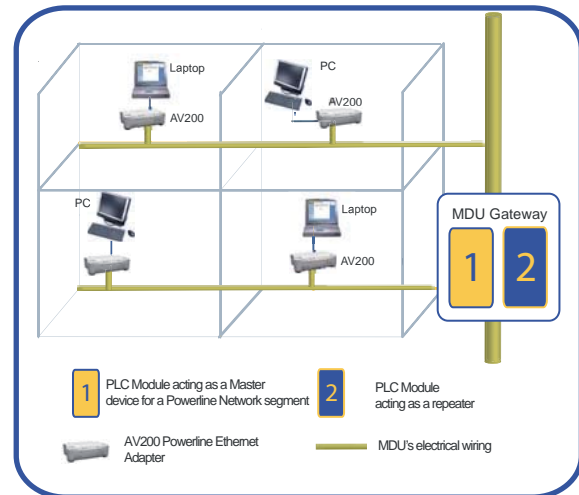 Laptop
PC
AV200
AV200
PC
Laptop
MDU Gateway
AV200
1 2
1 PLC Module acting as a Master
device for a Powerline Network segment
2 PLC Module
acting as a repeater
AV200 Powerline Ethernet
Adapter
MDU's electrical wiring